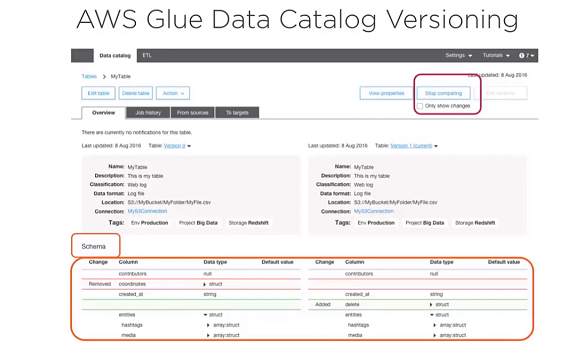 AWS Glue Data Catalog Versioning
Data catalog ETL Settings Tutorials 7
Tables > MyTable Last updated: 8 Aug 2016
Edit table Delete table Action View properties Stop comparing
Only show changes
Overview Job history From sources To targets
There are currently no notifications for this table.
Last updated: 8 Aug 2016 Table: Version 0 Last updated: 8 Aug 2016 Table: Version 1 (current)
Name: MyTable Name: MyTable
Description: This is my table Description: This is my table
Classification: Web log Classification: Web log
Data format: Log file Data format: Log file
Location: S3://MyBucket/MyFolder/MyFile.csv Location: S3://MyBucket/MyFolder/MyFile.csv
Connection: MyS3Connection Connection: MyS3Connection
Tags: Env Production Project Big Data Storage Redshift Tags: Env Production Project Big Data Storage Redshift
Schema
Change Column Data type Default value Change Column Data type Default value
contributors null contributors null
Removed coordinates struct
created_at string created_at string
Added delete struct
entities struct entities struct
hashtags array:struct hashtags array:struct
media array:struct media array:struct